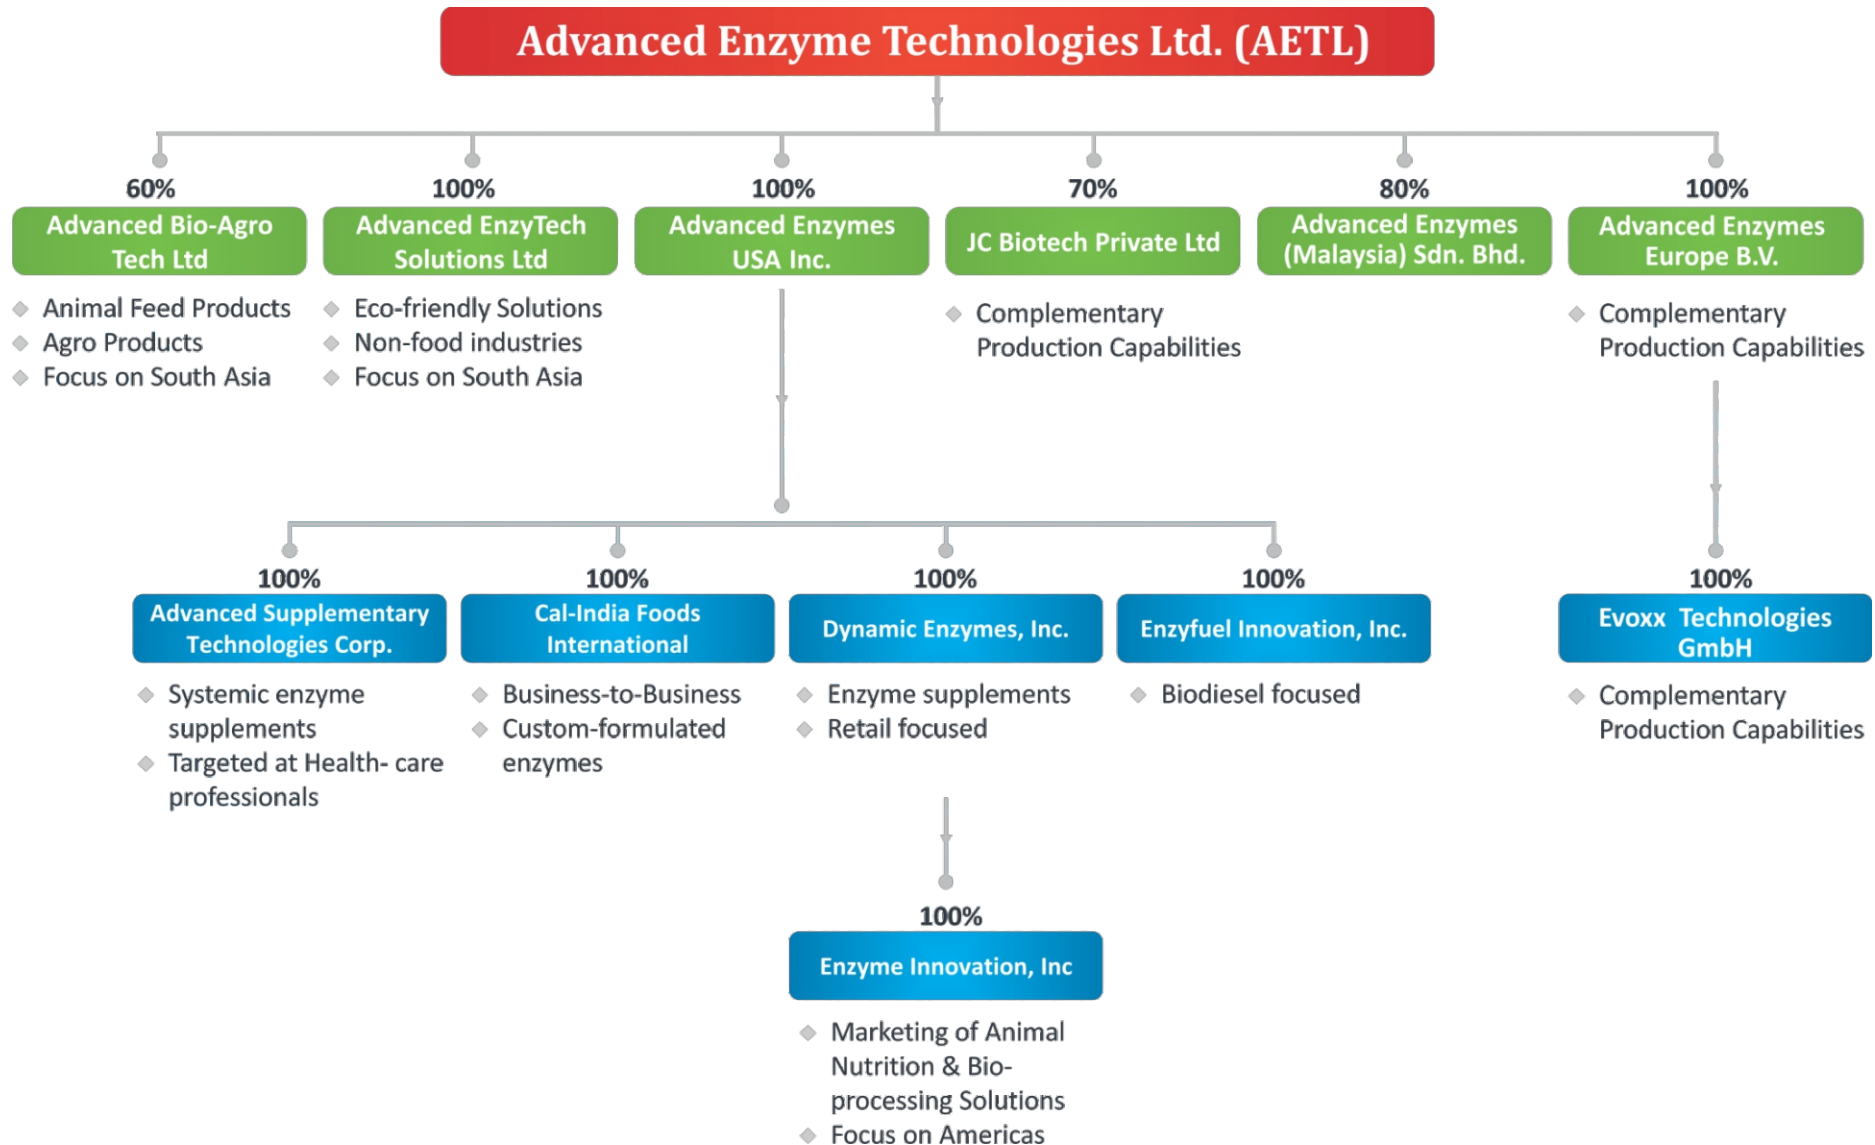 Advanced Enzyme Technologies Ltd. (AETL)
60%
Advanced Bio-Agro
Tech Ltd
Animal Feed Products
Agro Products
Focus on South Asia
100%
Advanced EnzyTech
Solutions Ltd
Eco-friendly Solutions
Non-food industries
Focus on South Asia
100%
Advanced Enzymes
USA Inc.
70%
JC Biotech Private Ltd
Complementary
Production Capabilities
80%
Advanced Enzymes
(Malaysia) Sdn. Bhd.
100%
Advanced Enzymes
Europe B.V.
Complementary
Production Capabilities
100%
Advanced Supplementary
Technologies Corp.
Systemic enzyme
supplements
Targeted at Health- care
professionals
100%
Cal-India Foods
International
Business-to-Business
Custom-formulated
enzymes
100%
Dynamic Enzymes, Inc.
Enzyme supplements
Retail focused
100%
Enzyfuel Innovation, Inc.
Biodiesel focused
100%
Evoxx Technologies
GmbH
Complementary
Production Capabilities
100%
Enzyme Innovation, Inc
Marketing of Animal
Nutrition & Bio-
processing Solutions
Focus on Americas